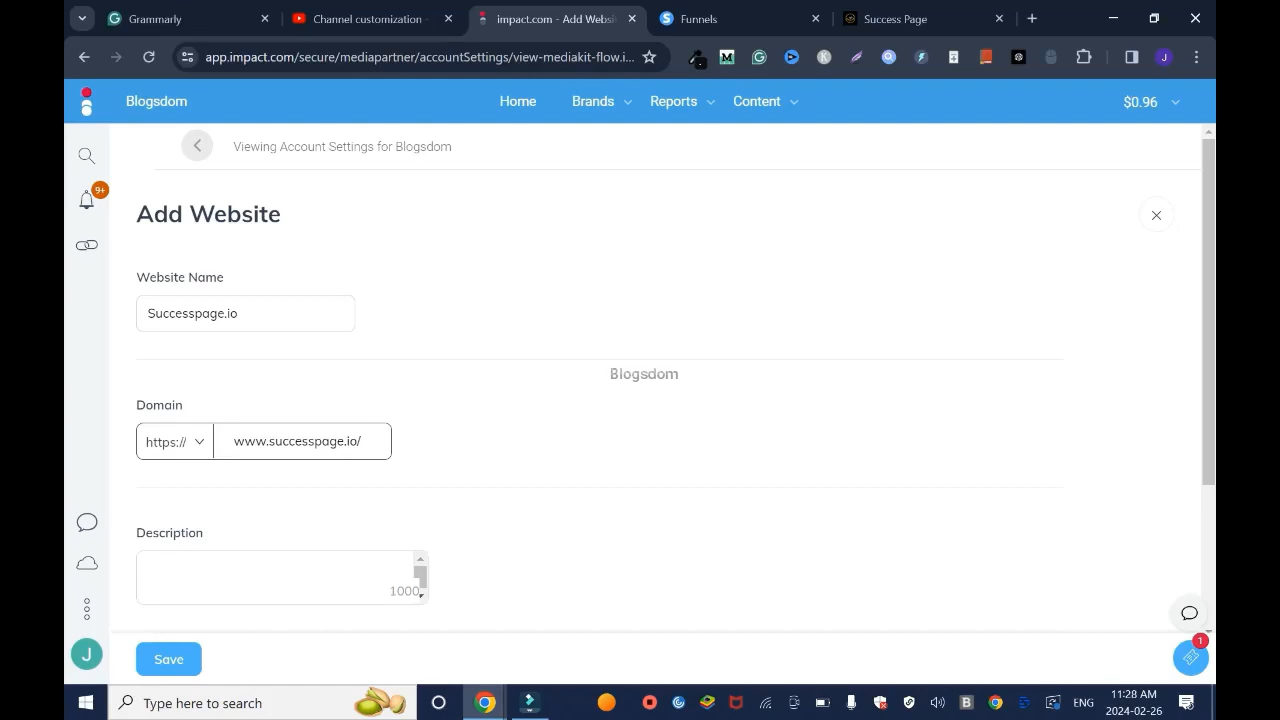 Grammarly
Channel customization -
impact.com - Add Websi
Funnels
Success Page
app.impact.com/secure/mediapartner/accountSettings/view-mediakit-flow.i...
Blogsdom
Home
Brands
Reports
Content
$0.96
Viewing Account Settings for Blogsdom
9+
Add Website
Website Name
Successpage.io
Blogsdom
Domain
https://
www.successpage.io/
Description
1000
Save
1
J
Type here to search
ENG
11:28 AM
2024-02-26